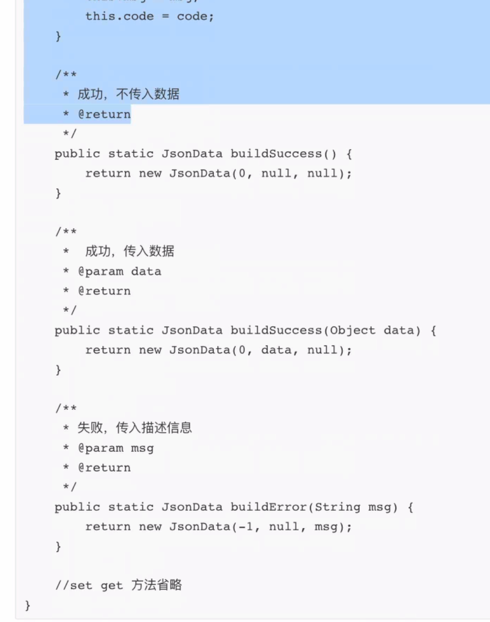 this.code = code;
}
/**
* 成功，不传入数据
* @return
*/
public static JsonData buildSuccess() {
return new JsonData(0, null, null);
}
/**
*  成功，传入数据
* @param data
* @return
*/
public static JsonData buildSuccess(Object data) {
return new JsonData(0, data, null);
}
/**
* 失败，传入描述信息
* @param msg
* @return
*/
public static JsonData buildError(String msg) {
return new JsonData(-1, null, msg);
}
//set get 方法省略
}